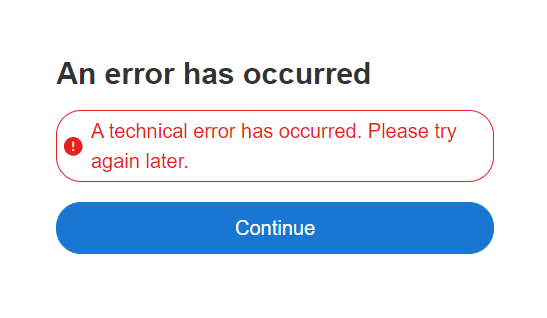 An error has occurred
A technical error has occurred. Please try
again later.
Continue